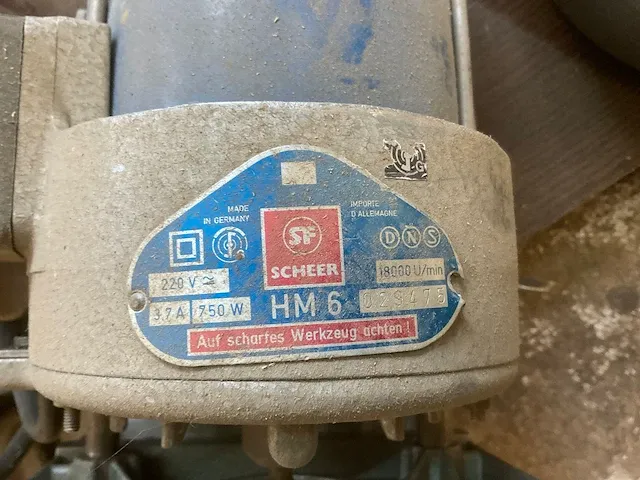 MADE
IN GERMANY
IMPORTE
D'ALLEMAGNE
SF
SCHEER
D N S
220 V
18000 U/min
3,7 A 750 W
HM 6
029475
Auf scharfes Werkzeug achten!